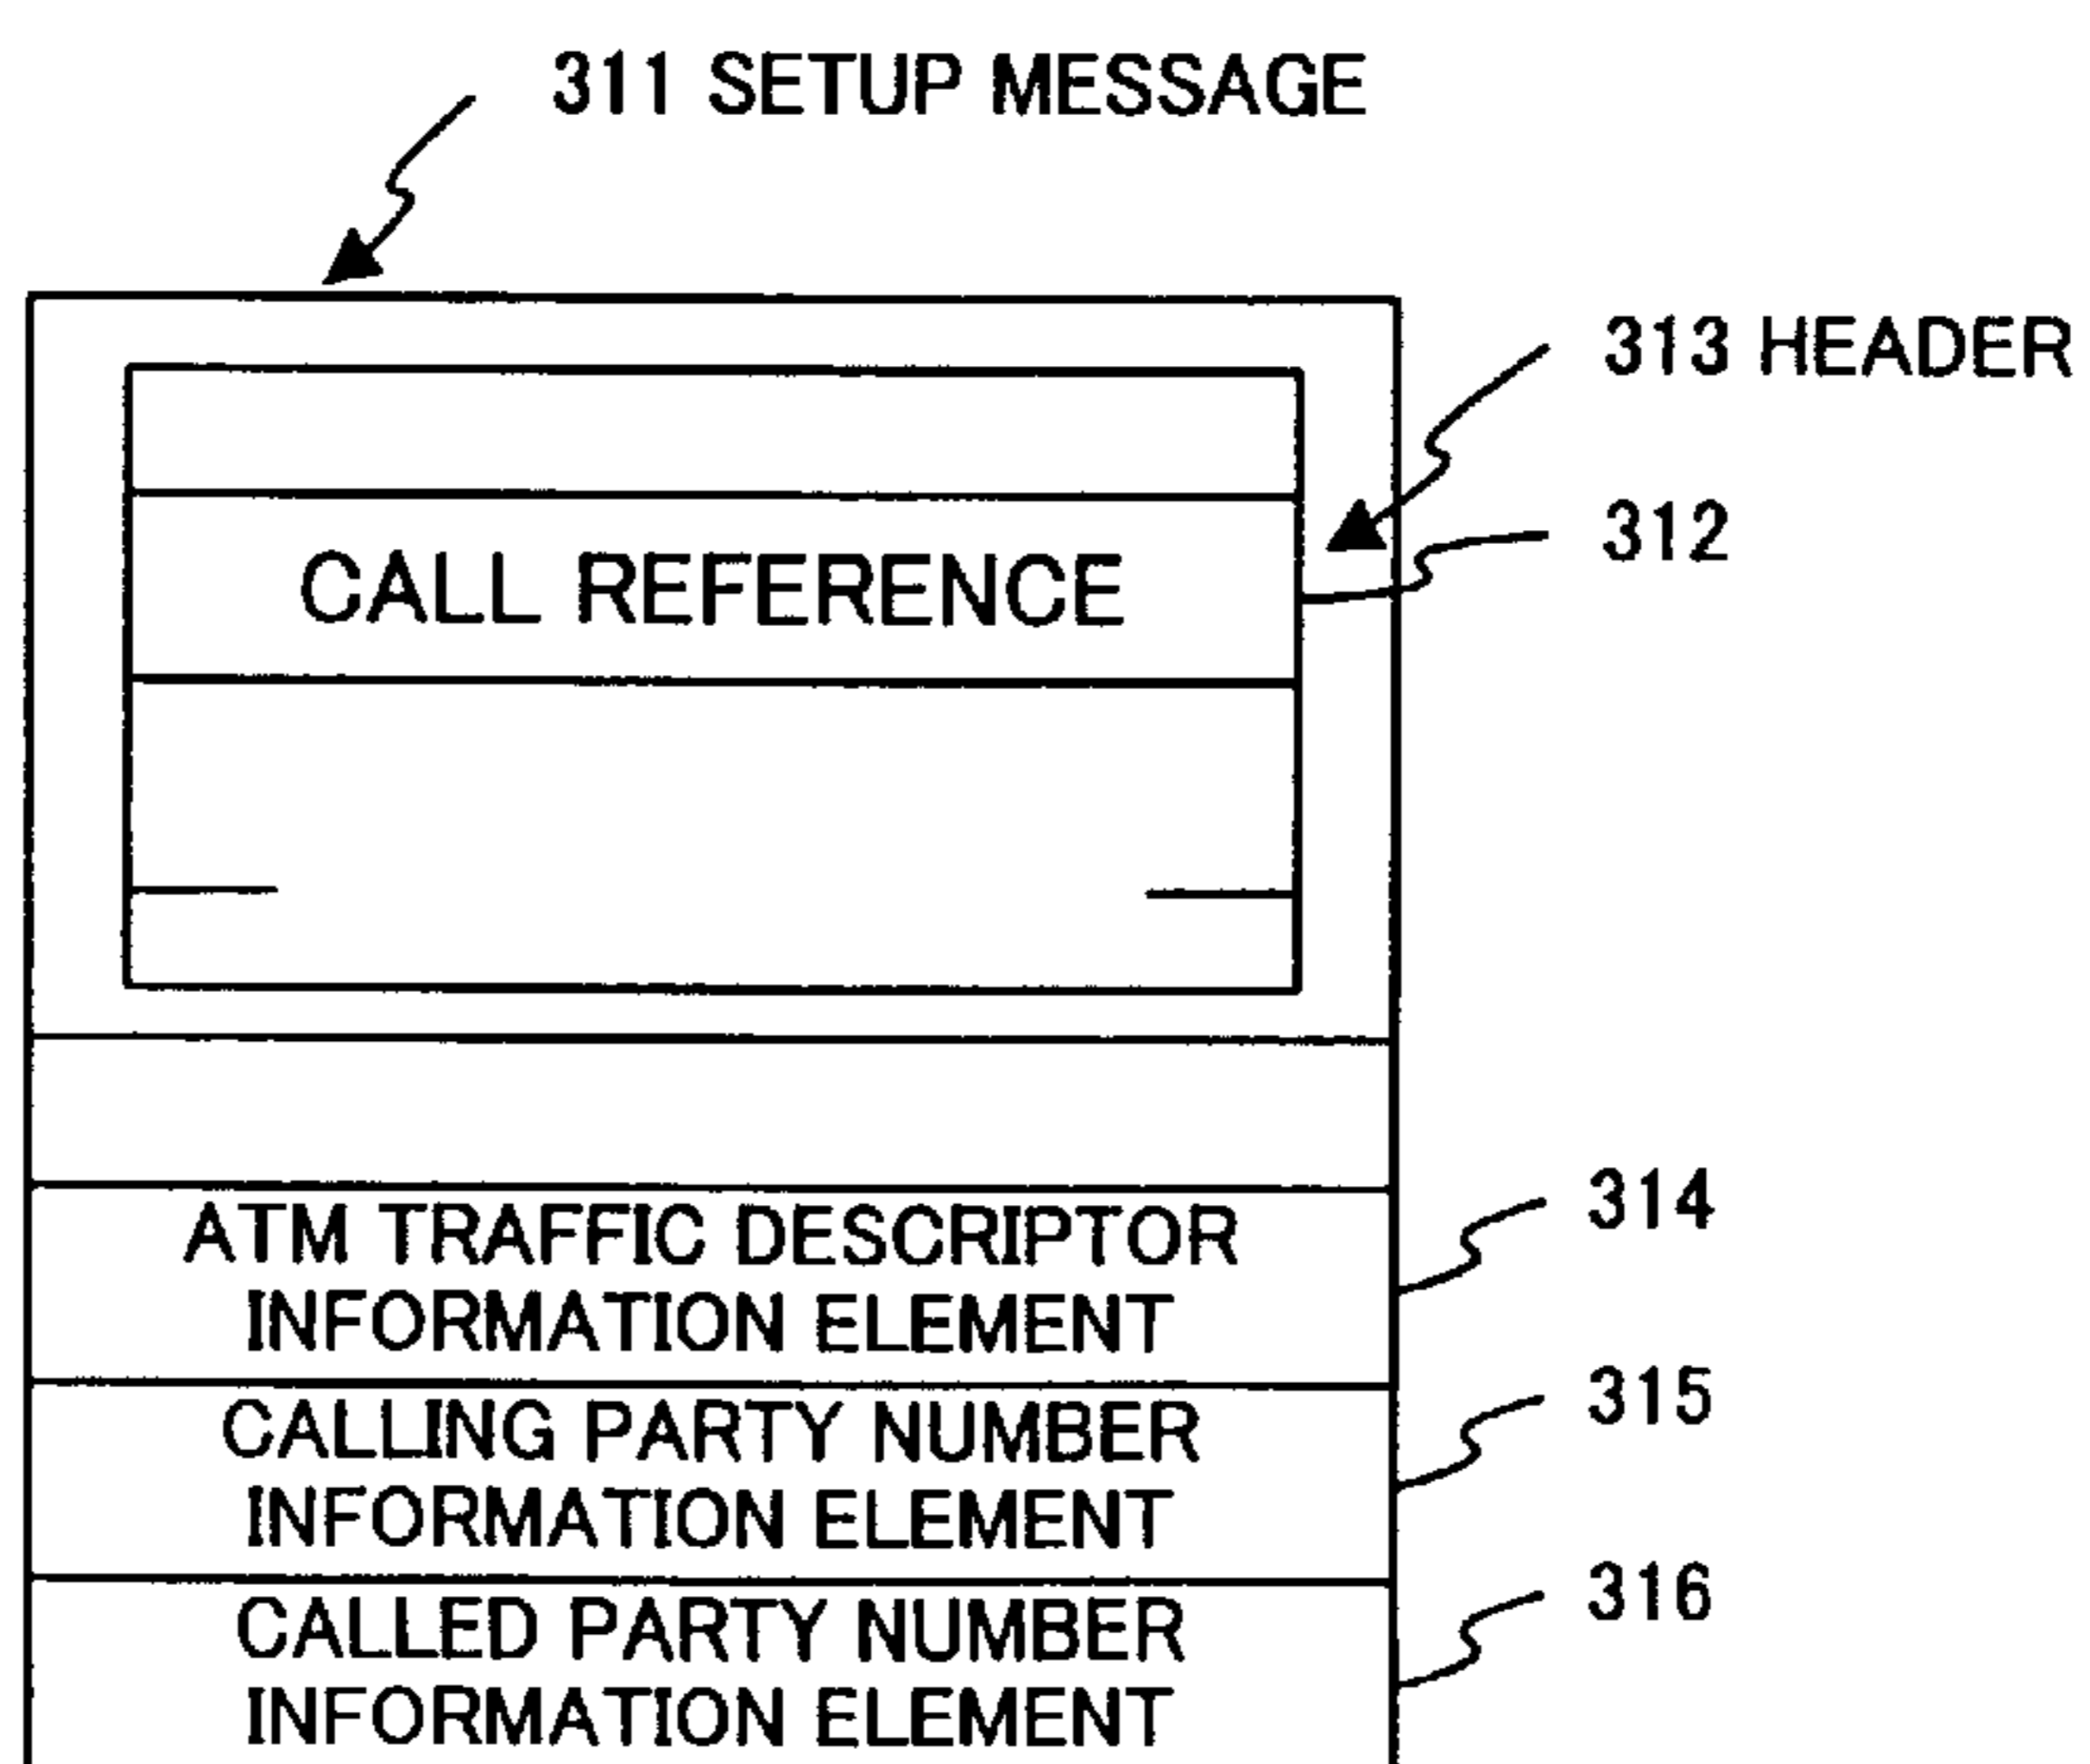 311 SETUP MESSAGE
313 HEADER
312
CALL REFERENCE
314
ATM TRAFFIC DESCRIPTOR
INFORMATION ELEMENT
315
CALLING PARTY NUMBER
INFORMATION ELEMENT
316
CALLED PARTY NUMBER
INFORMATION ELEMENT